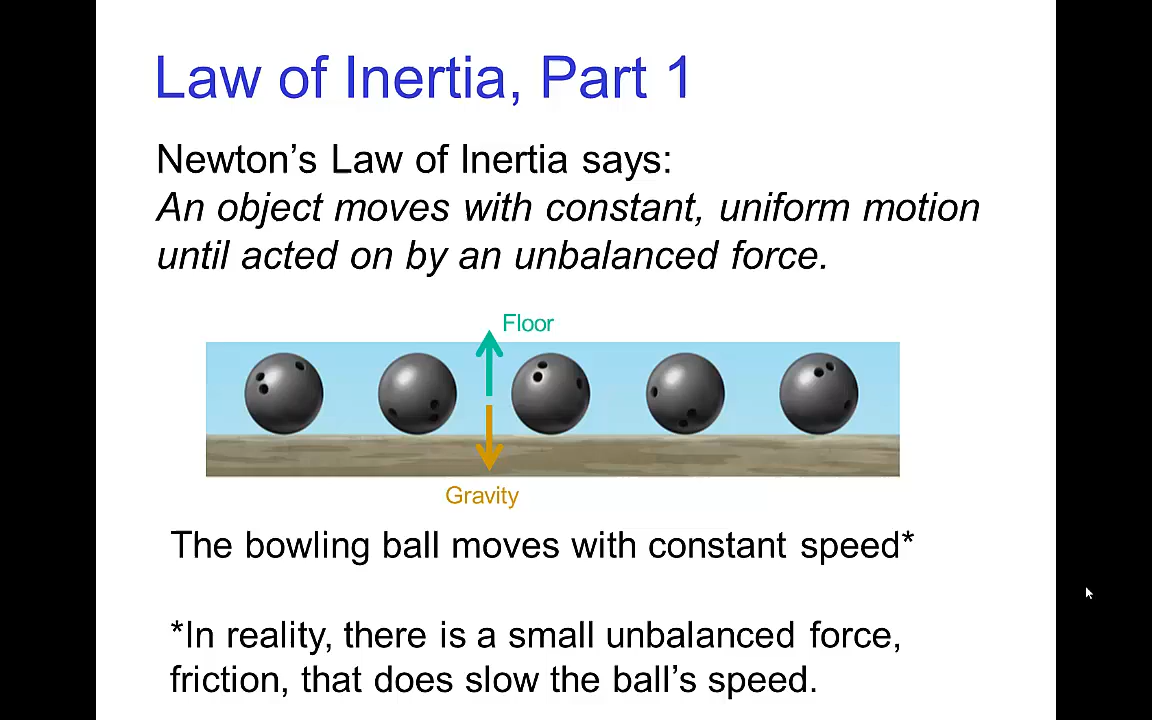 Law of Inertia, Part 1
Newton’s Law of Inertia says:
An object moves with constant, uniform motion
until acted on by an unbalanced force.
Floor
Gravity
The bowling ball moves with constant speed*
*In reality, there is a small unbalanced force,
friction, that does slow the ball’s speed.